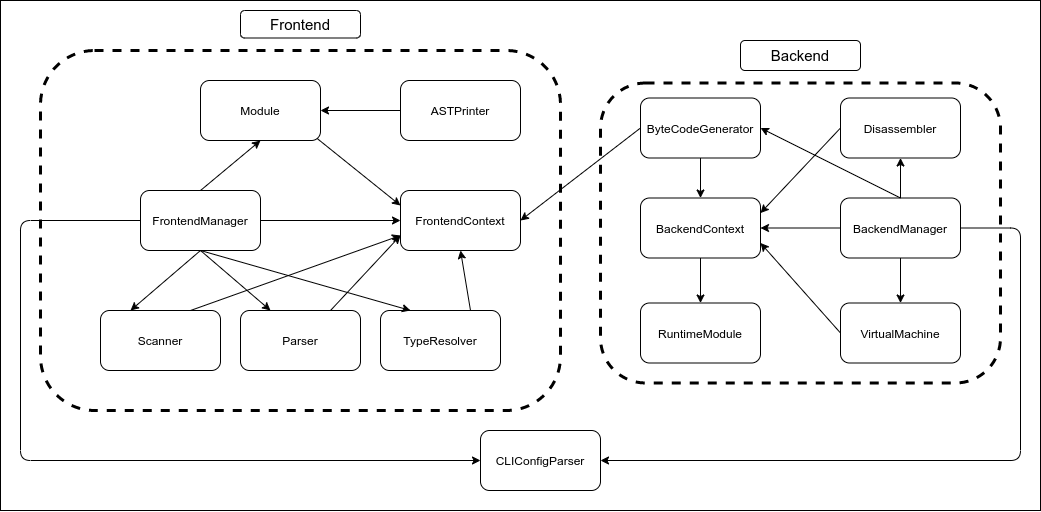 Frontend
Backend
Module
ASTPrinter
ByteCodeGenerator
Disassembler
FrontendManager
FrontendContext
BackendContext
BackendManager
Scanner
Parser
TypeResolver
RuntimeModule
VirtualMachine
CLIConfigParser